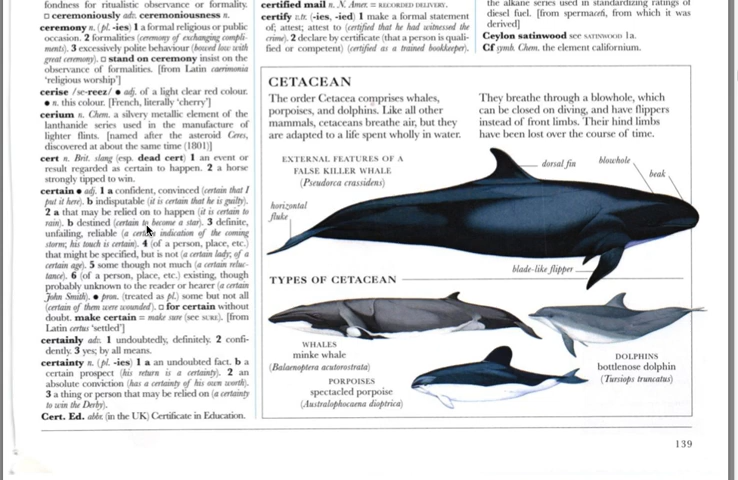 fondness for ritualistic observance or formality.
□ ceremoniously adv. ceremoniousness n.
ceremony n. (pl. -ies) 1 a formal religious or public
occasion. 2 formalities (ceremony of exchanging compli-
ments). 3 excessively polite behaviour (bowed low with
great ceremony). □ stand on ceremony insist on the
observance of formalities. [from Latin caerimonia
'religious worship']
cerise /se-reez/ ● adj. of a light clear red colour.
● n. this colour. [French, literally 'cherry']
cerium n. Chem. a silvery metallic element of the
lanthanide series used in the manufacture of
lighter flints. [named after the asteroid Ceres,
discovered at about the same time (1801)]
cert n. Brit. slang (esp. dead cert) 1 an event or
result regarded as certain to happen. 2 a horse
strongly tipped to win.
certain ● adj. 1 a confident, convinced (certain that I
put it here). b indisputable (it is certain that he is guilty).
2 a that may be relied on to happen (it is certain to
rain). b destined (certain to become a star). 3 definite,
unfailing, reliable (a certain indication of the coming
storm; his touch is certain). 4 (of a person, place, etc.)
that might be specified, but is not (a certain lady; of a
certain age). 5 some though not much (a certain reluc-
tance). 6 (of a person, place, etc.) existing, though
probably unknown to the reader or hearer (a certain
John Smith). ● pron. (treated as pl.) some but not all
(certain of them were wounded). □ for certain without
doubt. make certain = make sure (see SURE). [from
Latin certus 'settled']
certainly adv. 1 undoubtedly, definitely. 2 confi-
dently. 3 yes; by all means.
certainty n. (pl. -ies) 1 a an undoubted fact. b a
certain prospect (his return is a certainty). 2 an
absolute conviction (has a certainty of his own worth).
3 a thing or person that may be relied on (a certainty
to win the Derby).
Cert. Ed. abbr. (in the UK) Certificate in Education.
certified mail n. N. Amer. = RECORDED DELIVERY.
certify v.tr. (-ies, -ied) 1 make a formal statement
of; attest; attest to (certified that he had witnessed the
crime). 2 declare by certificate (that a person is quali-
fied or competent) (certified as a trained bookkeeper).
the alkane series used in standardizing ratings of
diesel fuel. [from spermaceti, from which it was
derived]
Ceylon satinwood see SATINWOOD 1a.
Cf symb. Chem. the element californium.
CETACEAN
The order Cetacea comprises whales,
porpoises, and dolphins. Like all other
mammals, cetaceans breathe air, but they
are adapted to a life spent wholly in water.
They breathe through a blowhole, which
can be closed on diving, and have flippers
instead of front limbs. Their hind limbs
have been lost over the course of time.
EXTERNAL FEATURES OF A
FALSE KILLER WHALE
(Pseudorca crassidens)
dorsal fin
blowhole
beak
horizontal
fluke
blade-like flipper
TYPES OF CETACEAN
WHALES
minke whale
(Balaenoptera acutorostrata)
PORPOISES
spectacled porpoise
(Australophocaena dioptrica)
DOLPHINS
bottlenose dolphin
(Tursiops truncatus)
139